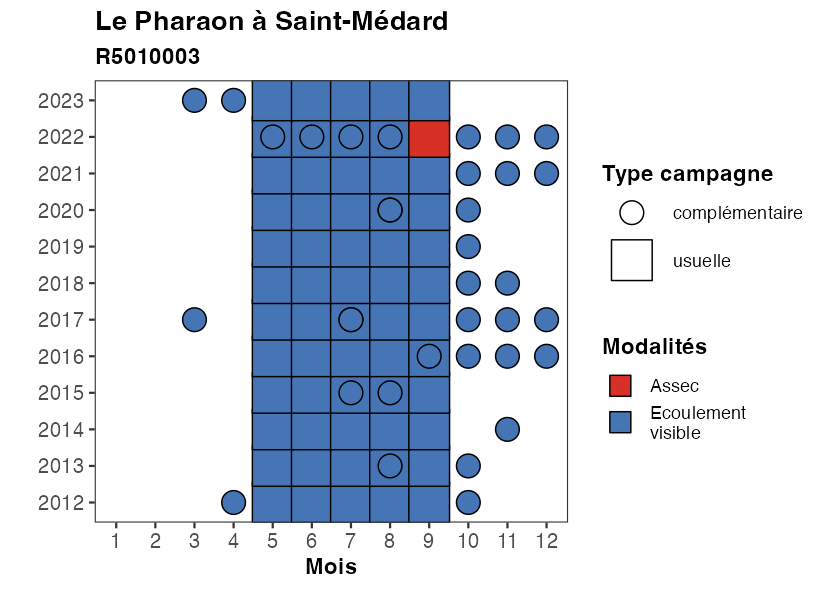 Le Pharaon à Saint-Médard
R5010003
2023
2022
2021
2020
2019
2018
2017
2016
2015
2014
2013
2012
1 2 3 4 5 6 7 8 9 10 11 12
Mois
Type campagne
complémentaire
usuelle
Modalités
Assec
Ecoulement
visible